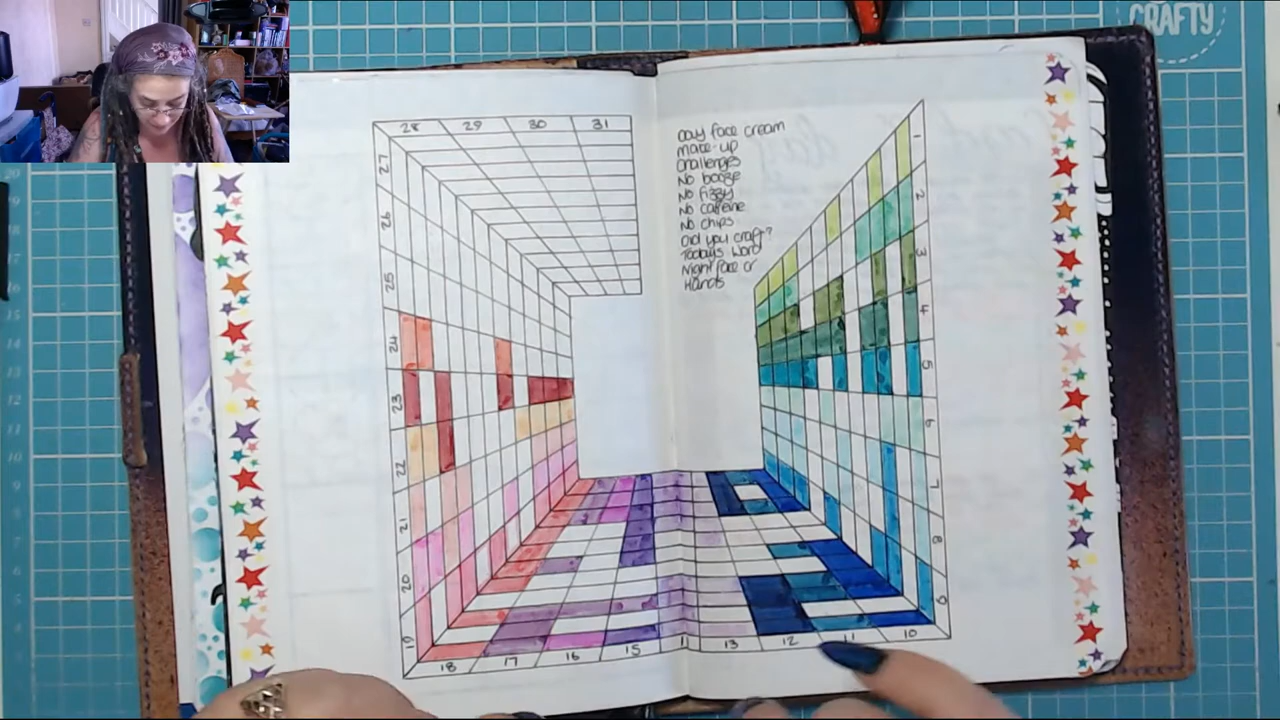 CRAFTY
28 29 30 31
27
26
25
24
23
22
21
20
19
18 17 16 15
13 12 11 10
Day face cream
make-up
challenges
No booze
No fizzy
No caffeine
No chips
Did you craft?
Todays word
Night face or
Hands
1
2
3
4
5
6
7
8
9